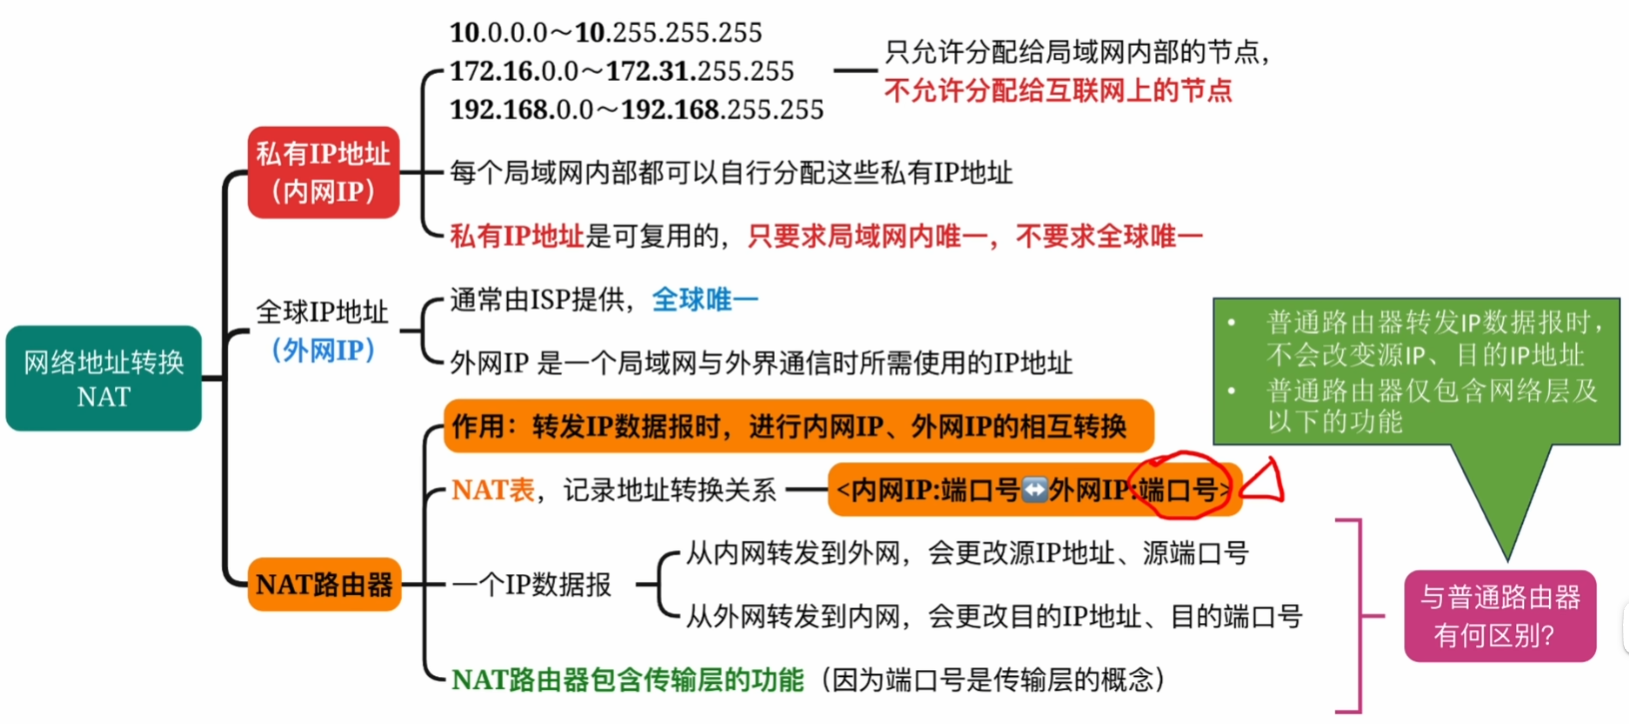 10.0.0.0～10.255.255.255
172.16.0.0～172.31.255.255
192.168.0.0～192.168.255.255
只允许分配给局域网内部的节点，
不允许分配给互联网上的节点
私有IP地址
（内网IP）
每个局域网内部都可以自行分配这些私有IP地址
私有IP地址是可复用的，只要求局域网内唯一，不要求全球唯一
网络地址转换
NAT
全球IP地址
（外网IP）
通常由ISP提供，全球唯一
外网IP 是一个局域网与外界通信时所需使用的IP地址
NAT路由器
作用：转发IP数据报时，进行内网IP、外网IP的相互转换
NAT表，记录地址转换关系
<内网IP:端口号↔外网IP:端口号>
一个IP数据报
从内网转发到外网，会更改源IP地址、源端口号
从外网转发到内网，会更改目的IP地址、目的端口号
NAT路由器包含传输层的功能（因为端口号是传输层的概念）
• 普通路由器转发IP数据报时，
不会改变源IP、目的IP地址
• 普通路由器仅包含网络层及
以下的功能
与普通路由器
有何区别？